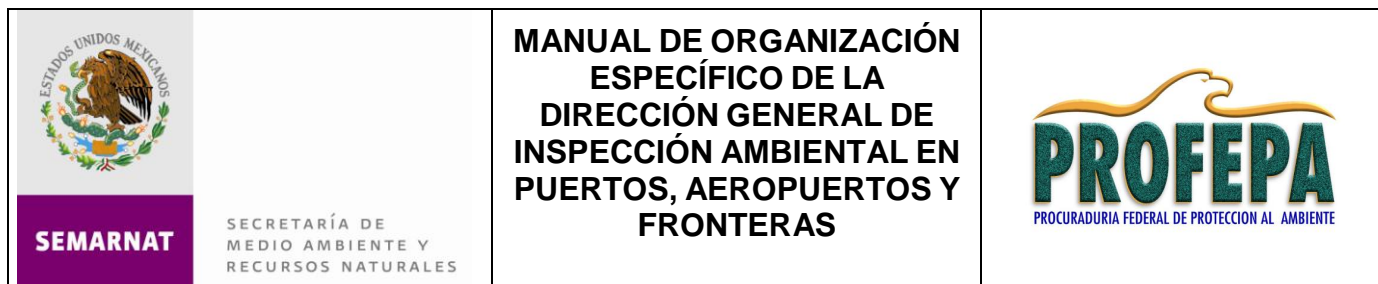 ESTADOS UNIDOS MEXICANOS
SEMARNAT
SECRETARÍA DE
MEDIO AMBIENTE Y
RECURSOS NATURALES
MANUAL DE ORGANIZACIÓN
ESPECÍFICO DE LA
DIRECCIÓN GENERAL DE
INSPECCIÓN AMBIENTAL EN
PUERTOS, AEROPUERTOS Y
FRONTERAS
PROFEPA
PROCURADURIA FEDERAL DE PROTECCION AL AMBIENTE